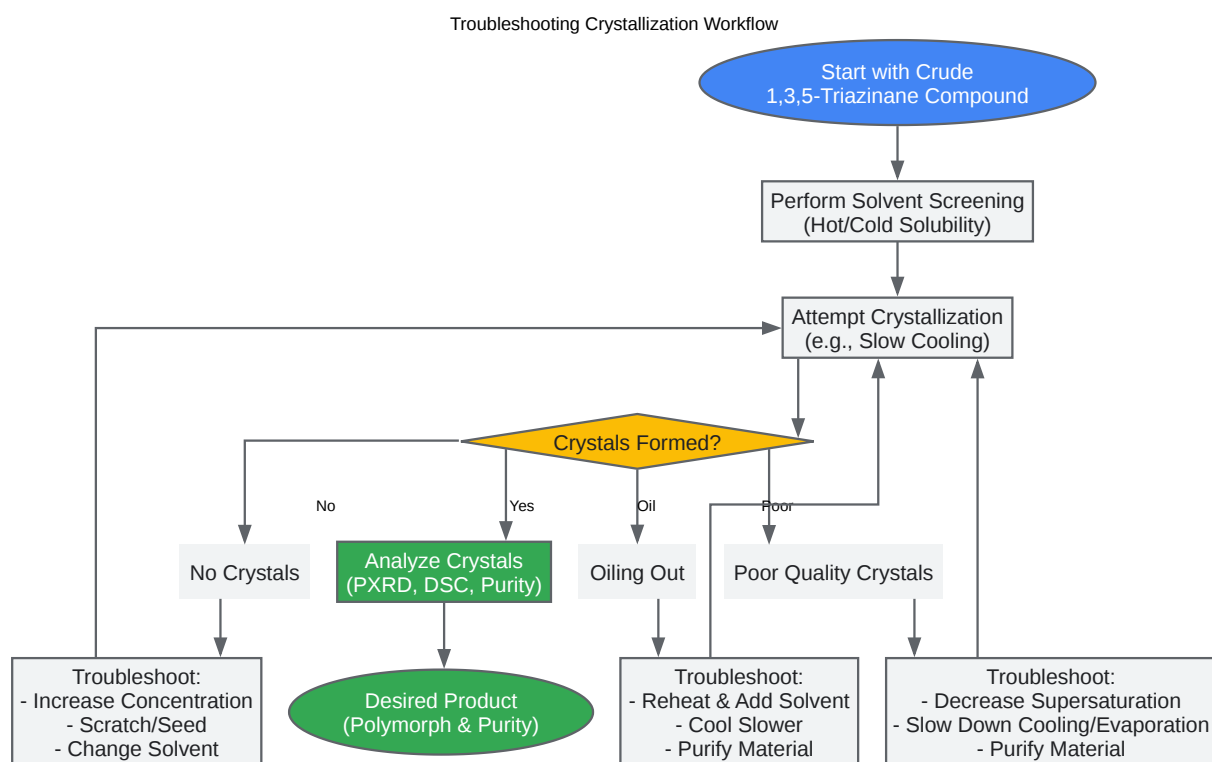 Troubleshooting Crystallization Workflow
Start with Crude
1,3,5-Triazinane Compound
Perform Solvent Screening
(Hot/Cold Solubility)
Attempt Crystallization
(e.g., Slow Cooling)
Crystals Formed?
No
Yes
Oil
Poor
No Crystals
Analyze Crystals
(PXRD, DSC, Purity)
Oiling Out
Poor Quality Crystals
Troubleshoot:
- Increase Concentration
- Scratch/Seed
- Change Solvent
Desired Product
(Polymorph & Purity)
Troubleshoot:
- Reheat & Add Solvent
- Cool Slower
- Purify Material
Troubleshoot:
- Decrease Supersaturation
- Slow Down Cooling/Evaporation
- Purify Material